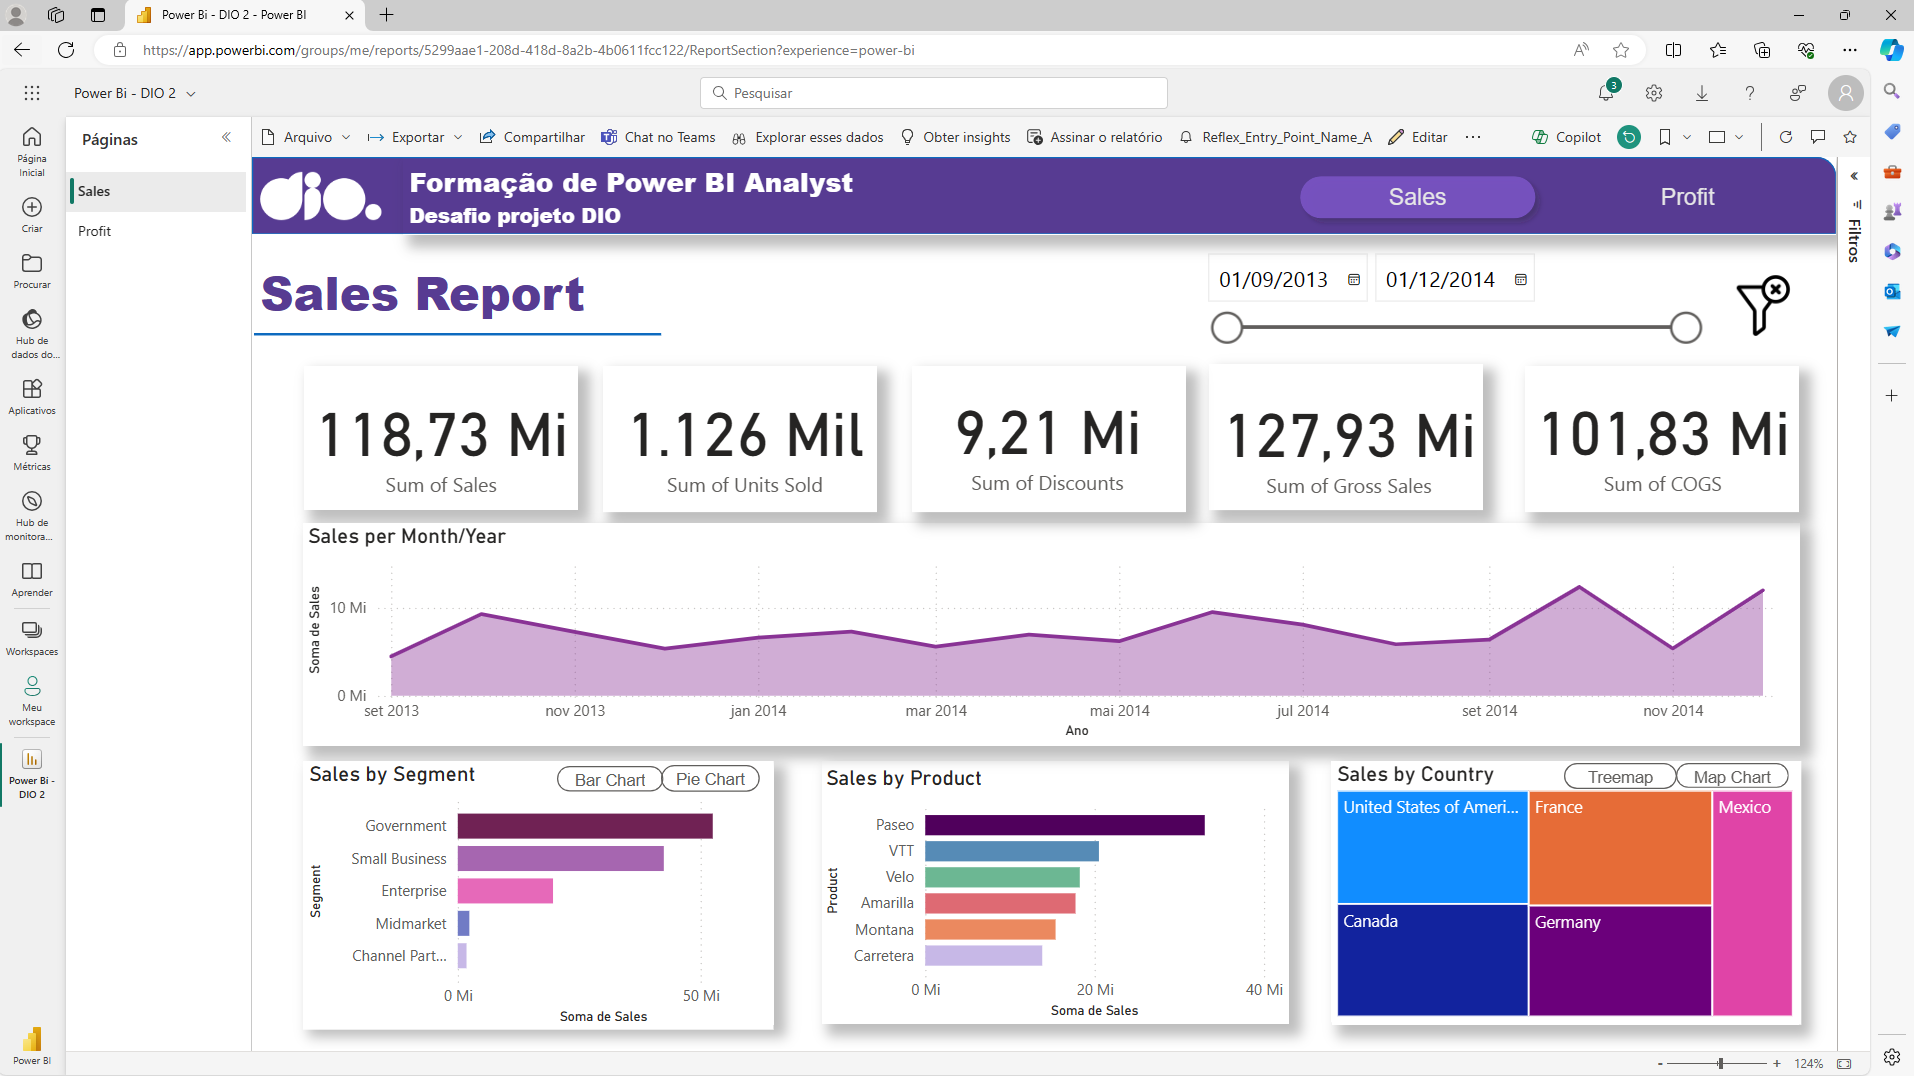 Power Bi - DIO 2 - Power BI
https://app.powerbi.com/groups/me/reports/5299aae1-208d-418d-8a2b-4b0611fcc122/ReportSection?experience=power-bi
Power Bi - DIO 2
Pesquisar
3
Páginas
Sales
Profit
Arquivo
Exportar
Compartilhar
Chat no Teams
Explorar esses dados
Obter insights
Assinar o relatório
Reflex_Entry_Point_Name_A
Editar
Copilot
Página
Inicial
Criar
Procurar
Hub de
dados do...
Aplicativos
Métricas
Hub de
monitora...
Aprender
Workspaces
Meu
workspace
Power Bi -
DIO 2
Power BI
dio.
Formação de Power BI Analyst
Desafio projeto DIO
Sales
Profit
Filtros
Sales Report
01/09/2013
01/12/2014
118,73 Mi
Sum of Sales
1.126 Mil
Sum of Units Sold
9,21 Mi
Sum of Discounts
127,93 Mi
Sum of Gross Sales
101,83 Mi
Sum of COGS
Sales per Month/Year
Soma de Sales
10 Mi
0 Mi
set 2013
nov 2013
jan 2014
mar 2014
mai 2014
jul 2014
set 2014
nov 2014
Ano
Sales by Segment
Bar Chart
Pie Chart
Segment
Government
Small Business
Enterprise
Midmarket
Channel Part...
0 Mi
50 Mi
Soma de Sales
Sales by Product
Product
Paseo
VTT
Velo
Amarilla
Montana
Carretera
0 Mi
20 Mi
40 Mi
Soma de Sales
Sales by Country
Treemap
Map Chart
United States of Ameri...
France
Mexico
Canada
Germany
- + 124%